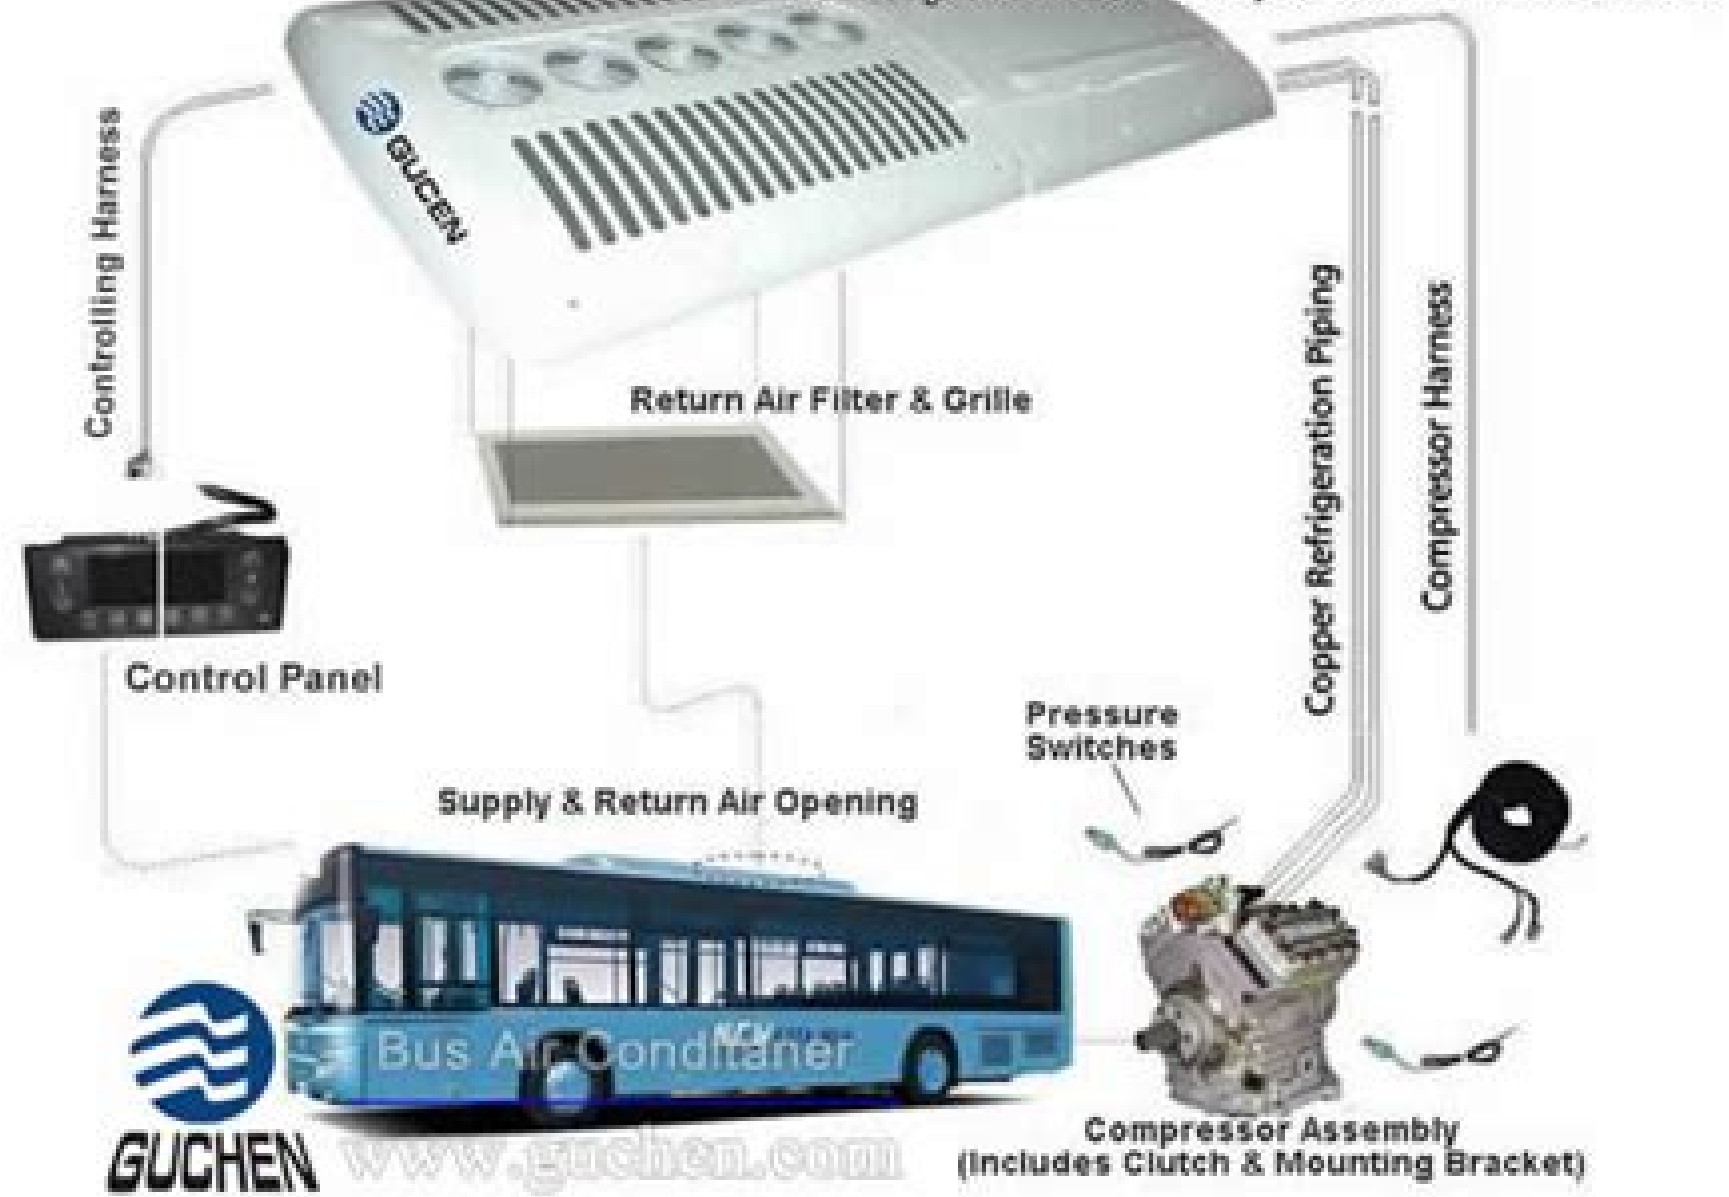 GUCEN
Controlling Harness
Return Air Filter & Grille
Copper Refrigeration Piping
Compressor Harness
Control Panel
Pressure
Switches
Supply & Return Air Opening
Bus Air Conditaner
GUCHEN
www.guchen.com
Compressor Assembly
(Includes Clutch & Mounting Bracket)